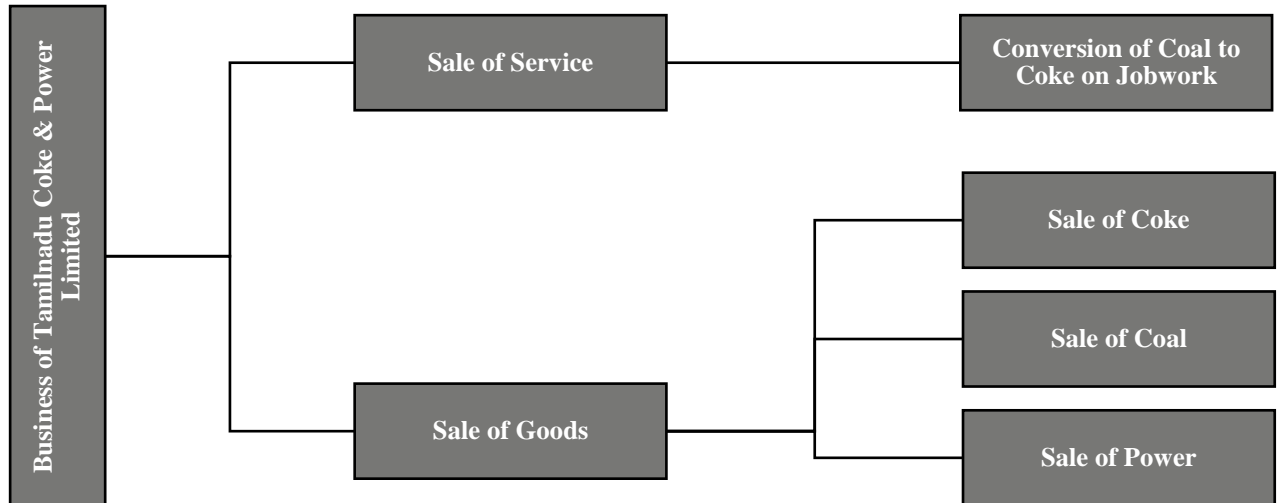 Business of Tamilnadu Coke & Power
Limited
Sale of Service
Conversion of Coal to
Coke on Jobwork
Sale of Goods
Sale of Coke
Sale of Coal
Sale of Power